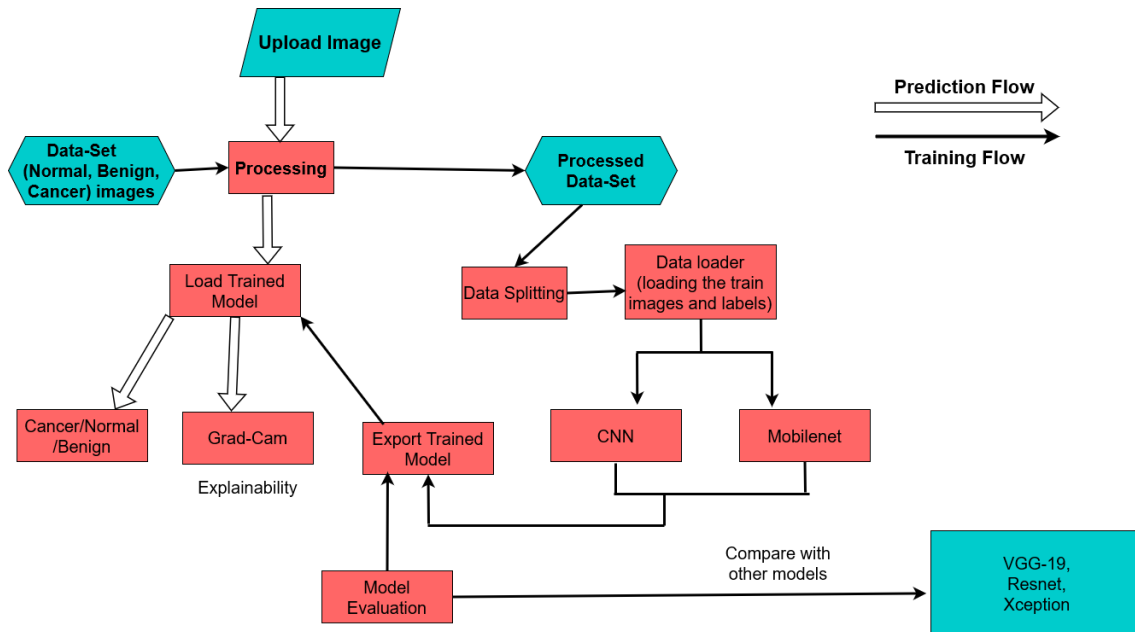 Upload Image
Prediction Flow
Training Flow
Data-Set
(Normal, Benign,
Cancer) images
Processing
Processed
Data-Set
Load Trained
Model
Data Splitting
Data loader
(loading the train
images and labels)
Cancer/Normal
/Benign
Grad-Cam
Explainability
Export Trained
Model
CNN
Mobilenet
Model
Evaluation
Compare with
other models
VGG-19,
Resnet,
Xception